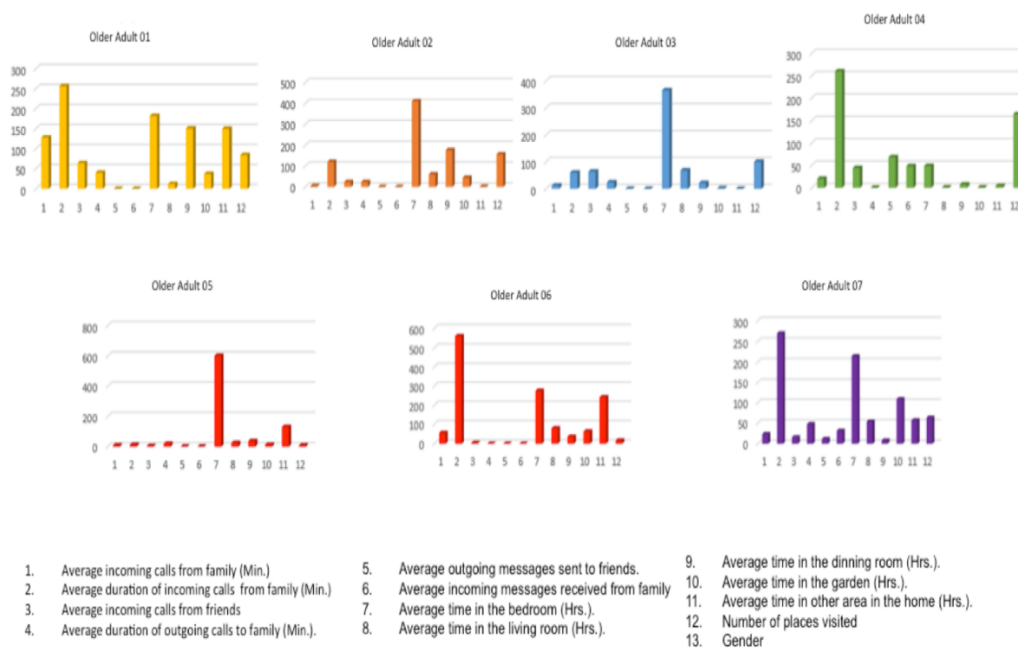 Older Adult 01
300
250
200
150
100
50
0
1 2 3 4 5 6 7 8 9 10 11 12
Older Adult 02
500
400
300
200
100
0
1 2 3 4 5 6 7 8 9 10 11 12
Older Adult 03
400
300
200
100
0
1 2 3 4 5 6 7 8 9 10 11 12
Older Adult 04
300
250
200
150
100
50
0
1 2 3 4 5 6 7 8 9 10 11 12
Older Adult 05
800
600
400
200
0
1 2 3 4 5 6 7 8 9 10 11 12
Older Adult 06
600
500
400
300
200
100
0
1 2 3 4 5 6 7 8 9 10 11 12
Older Adult 07
300
250
200
150
100
50
0
1 2 3 4 5 6 7 8 9 10 11 12
1. Average incoming calls from family (Min.)
2. Average duration of incoming calls from family (Min.)
3. Average incoming calls from friends
4. Average duration of outgoing calls to family (Min.).
5. Average outgoing messages sent to friends.
6. Average incoming messages received from family
7. Average time in the bedroom (Hrs.).
8. Average time in the living room (Hrs.).
9. Average time in the dinning room (Hrs.).
10. Average time in the garden (Hrs.).
11. Average time in other area in the home (Hrs.).
12. Number of places visited
13. Gender